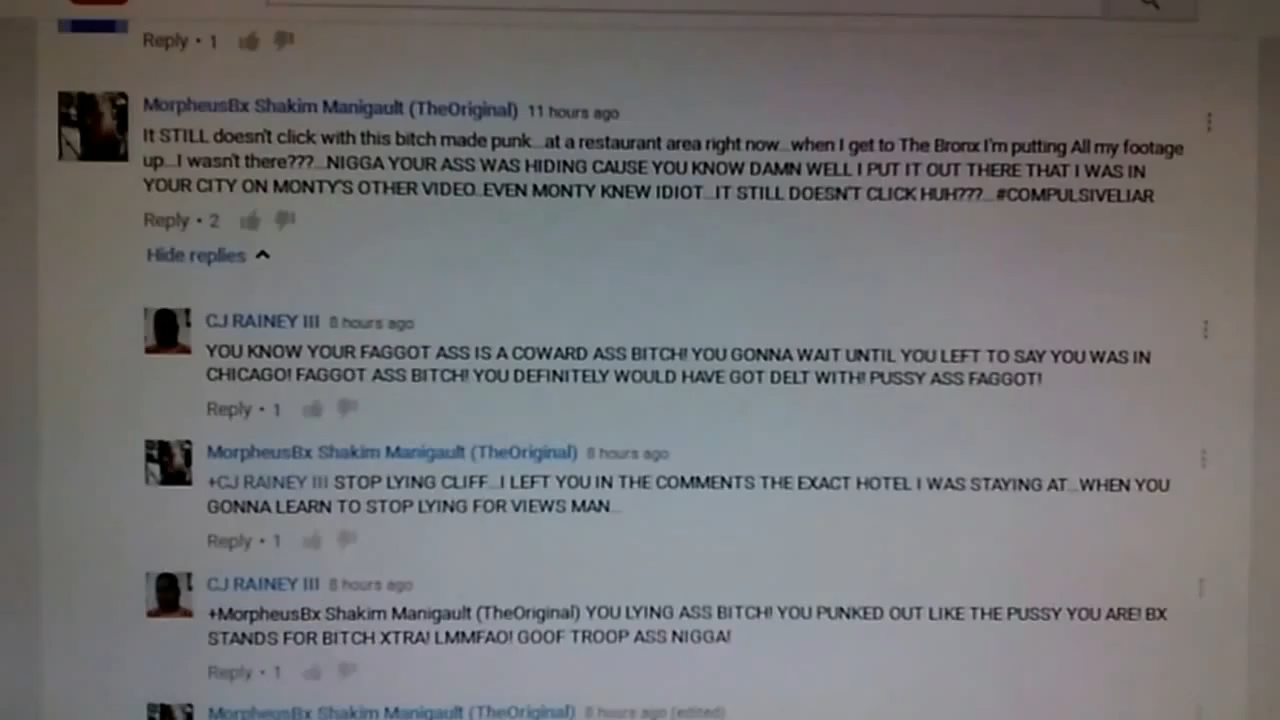 Reply • 1
MorpheusBx Shakim Manigault (TheOriginal) 11 hours ago
It STILL doesn't click with this bitch made punk...at a restaurant area right now...when I get to The Bronx I'm putting All my footage
up...I wasn't there???...NIGGA YOUR ASS WAS HIDING CAUSE YOU KNOW DAMN WELL I PUT IT OUT THERE THAT I WAS IN
YOUR CITY ON MONTY'S OTHER VIDEO..EVEN MONTY KNEW IDIOT...IT STILL DOESN'T CLICK HUH???...#COMPULSIVELIAR
Reply • 2
Hide replies
CJ RAINEY III 8 hours ago
YOU KNOW YOUR FAGGOT ASS IS A COWARD ASS BITCH! YOU GONNA WAIT UNTIL YOU LEFT TO SAY YOU WAS IN
CHICAGO! FAGGOT ASS BITCH! YOU DEFINITELY WOULD HAVE GOT DELT WITH! PUSSY ASS FAGGOT!
Reply • 1
MorpheusBx Shakim Manigault (TheOriginal) 8 hours ago
+CJ RAINEY III STOP LYING CLIFF...I LEFT YOU IN THE COMMENTS THE EXACT HOTEL I WAS STAYING AT...WHEN YOU
GONNA LEARN TO STOP LYING FOR VIEWS MAN...
Reply • 1
CJ RAINEY III 8 hours ago
+MorpheusBx Shakim Manigault (TheOriginal) YOU LYING ASS BITCH! YOU PUNKED OUT LIKE THE PUSSY YOU ARE! BX
STANDS FOR BITCH XTRA! LMMFAO! GOOF TROOP ASS NIGGA!
Reply • 1
MorpheusBx Shakim Manigault (TheOriginal) 8 hours ago (edited)